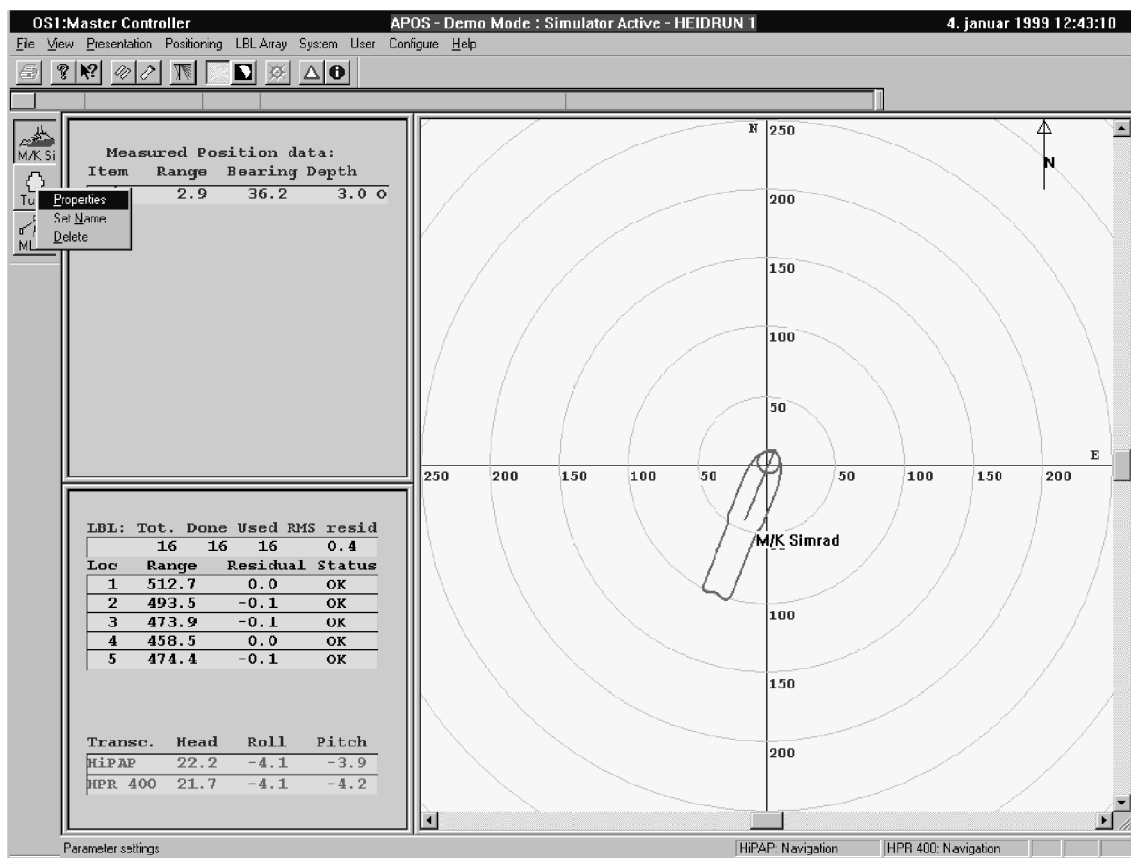 OS1:Master Controller APOS - Demo Mode : Simulator Active - HEIDRUN 1 4. januar 1999 12:43:10
File View Presentation Positioning LBL Array System User Configure Help
M/K Si
Tu
Properties
Set Name
Delete
Measured Position data:
Item Range Bearing Depth
2.9 36.2 3.0 o
LBL: Tot. Done Used RMS resid
16 16 16 0.4
Loc Range Residual Status
1 512.7 0.0 OK
2 493.5 -0.1 OK
3 473.9 -0.1 OK
4 458.5 0.0 OK
5 474.4 -0.1 OK
Transc. Head Roll Pitch
HiPAP 22.2 -4.1 -3.9
HPR 400 21.7 -4.1 -4.2
N 250
N
200
150
100
50
E
250 200 150 100 50 50 100 150 200
M/K Simrad
100
150
200
Parameter settings HiPAP: Navigation HPR 400: Navigation